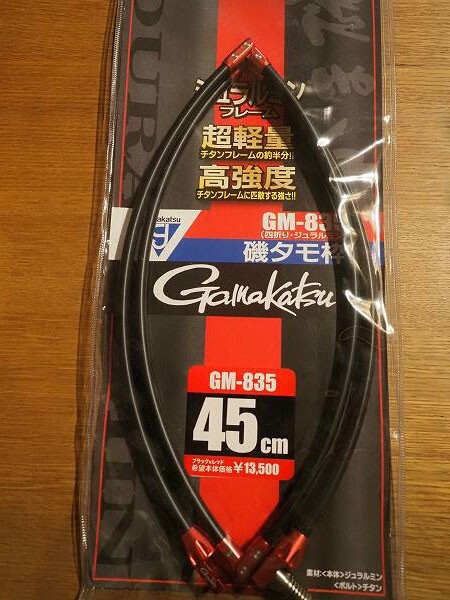 ジュラルミン
フレーム
超軽量
チタンフレームの約半分!!
高強度
チタンフレームに匹敵する強さ!!
GM-835
(四折り・ジュラル
磯タモ枠
Gamakatsu
GM-835
45cm
ブラック×レッド
希望本体価格 ¥13,500
素材:<本体>ジュラルミン
<ボルト>チタン